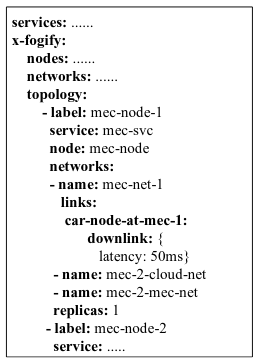 services: ......
x-fogify:
nodes: ......
networks: ......
topology:
- label: mec-node-1
service: mec-svc
node: mec-node
networks:
- name: mec-net-1
links:
car-node-at-mec-1:
downlink: {
latency: 50ms}
- name: mec-2-cloud-net
- name: mec-2-mec-net
replicas: 1
- label: mec-node-2
service: .....